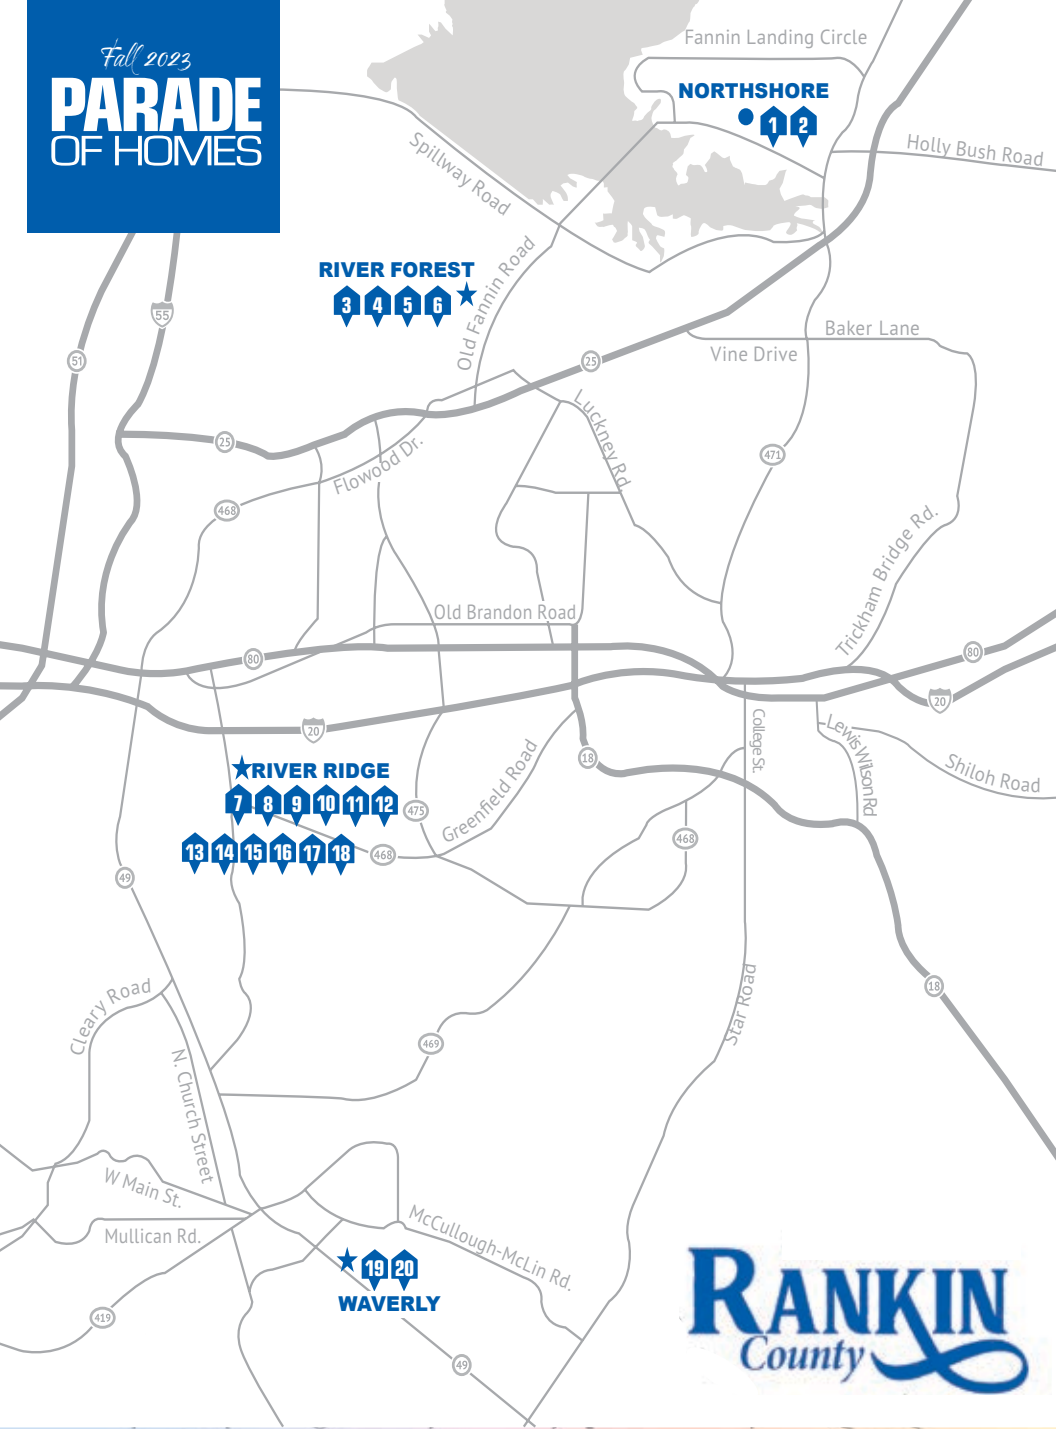 Fall 2023
PARADE
OF HOMES
Fannin Landing Circle
NORTHSHORE
1 2
Holly Bush Road
Spillway Road
Old Fannin Road
RIVER FOREST
3 4 5 6
55
51
25
Baker Lane
Vine Drive
25
Luckney Rd.
Flowood Dr.
471
468
Trickham Bridge Rd.
Old Brandon Road
80
80
20
20
College St.
Lewis Wilson Rd
Shiloh Road
18
Greenfield Road
RIVER RIDGE
7 8 9 10 11 12
475
13 14 15 16 17 18
468
468
49
18
Cleary Road
Star Road
469
N. Church Street
W Main St.
Mullican Rd.
McCullough-McLin Rd.
19 20
WAVERLY
419
49
RANKIN
County